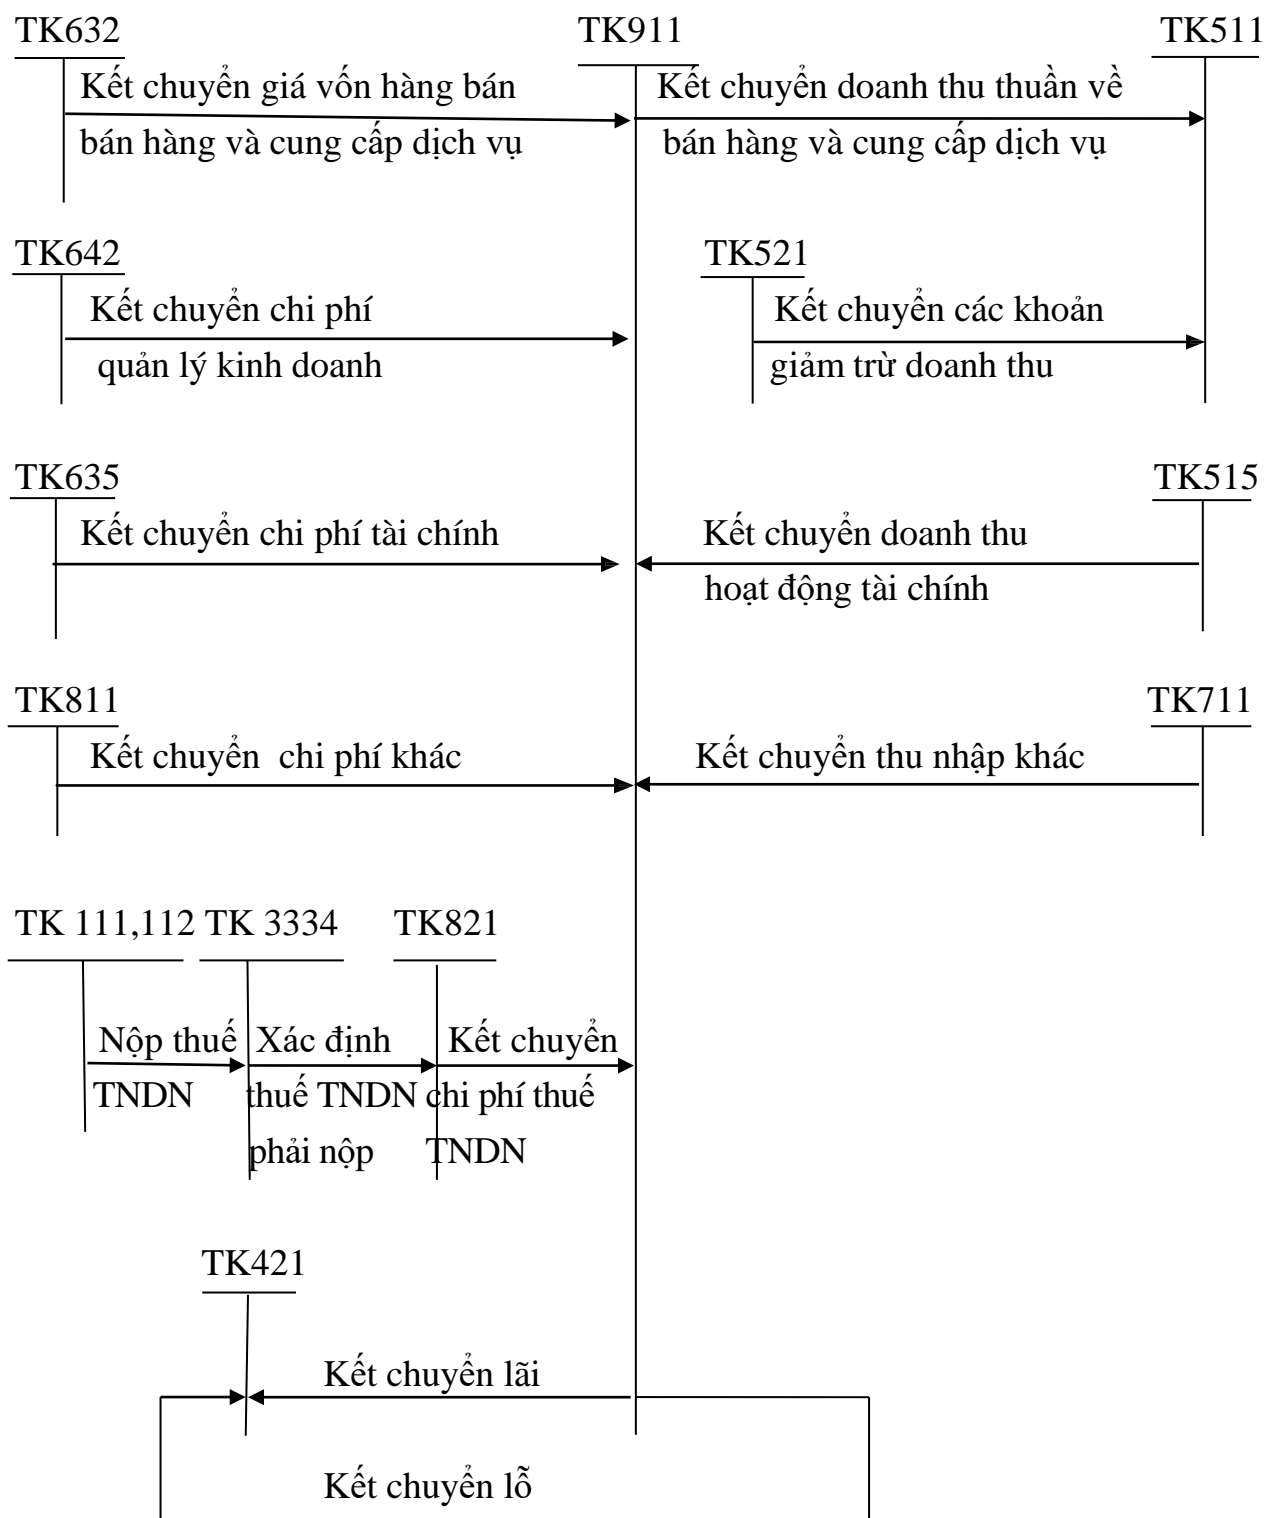 TK632 TK911 TK511
Kết chuyển giá vốn hàng bán
bán hàng và cung cấp dịch vụ
Kết chuyển doanh thu thuần về
bán hàng và cung cấp dịch vụ
TK642 TK521
Kết chuyển chi phí
quản lý kinh doanh
Kết chuyển các khoản
giảm trừ doanh thu
TK635 TK515
Kết chuyển chi phí tài chính
Kết chuyển doanh thu
hoạt động tài chính
TK811 TK711
Kết chuyển chi phí khác
Kết chuyển thu nhập khác
TK 111,112 TK 3334 TK821
Nộp thuế
TNDN
Xác định
thuế TNDN
phải nộp
Kết chuyển
chi phí thuế
TNDN
TK421
Kết chuyển lãi
Kết chuyển lỗ